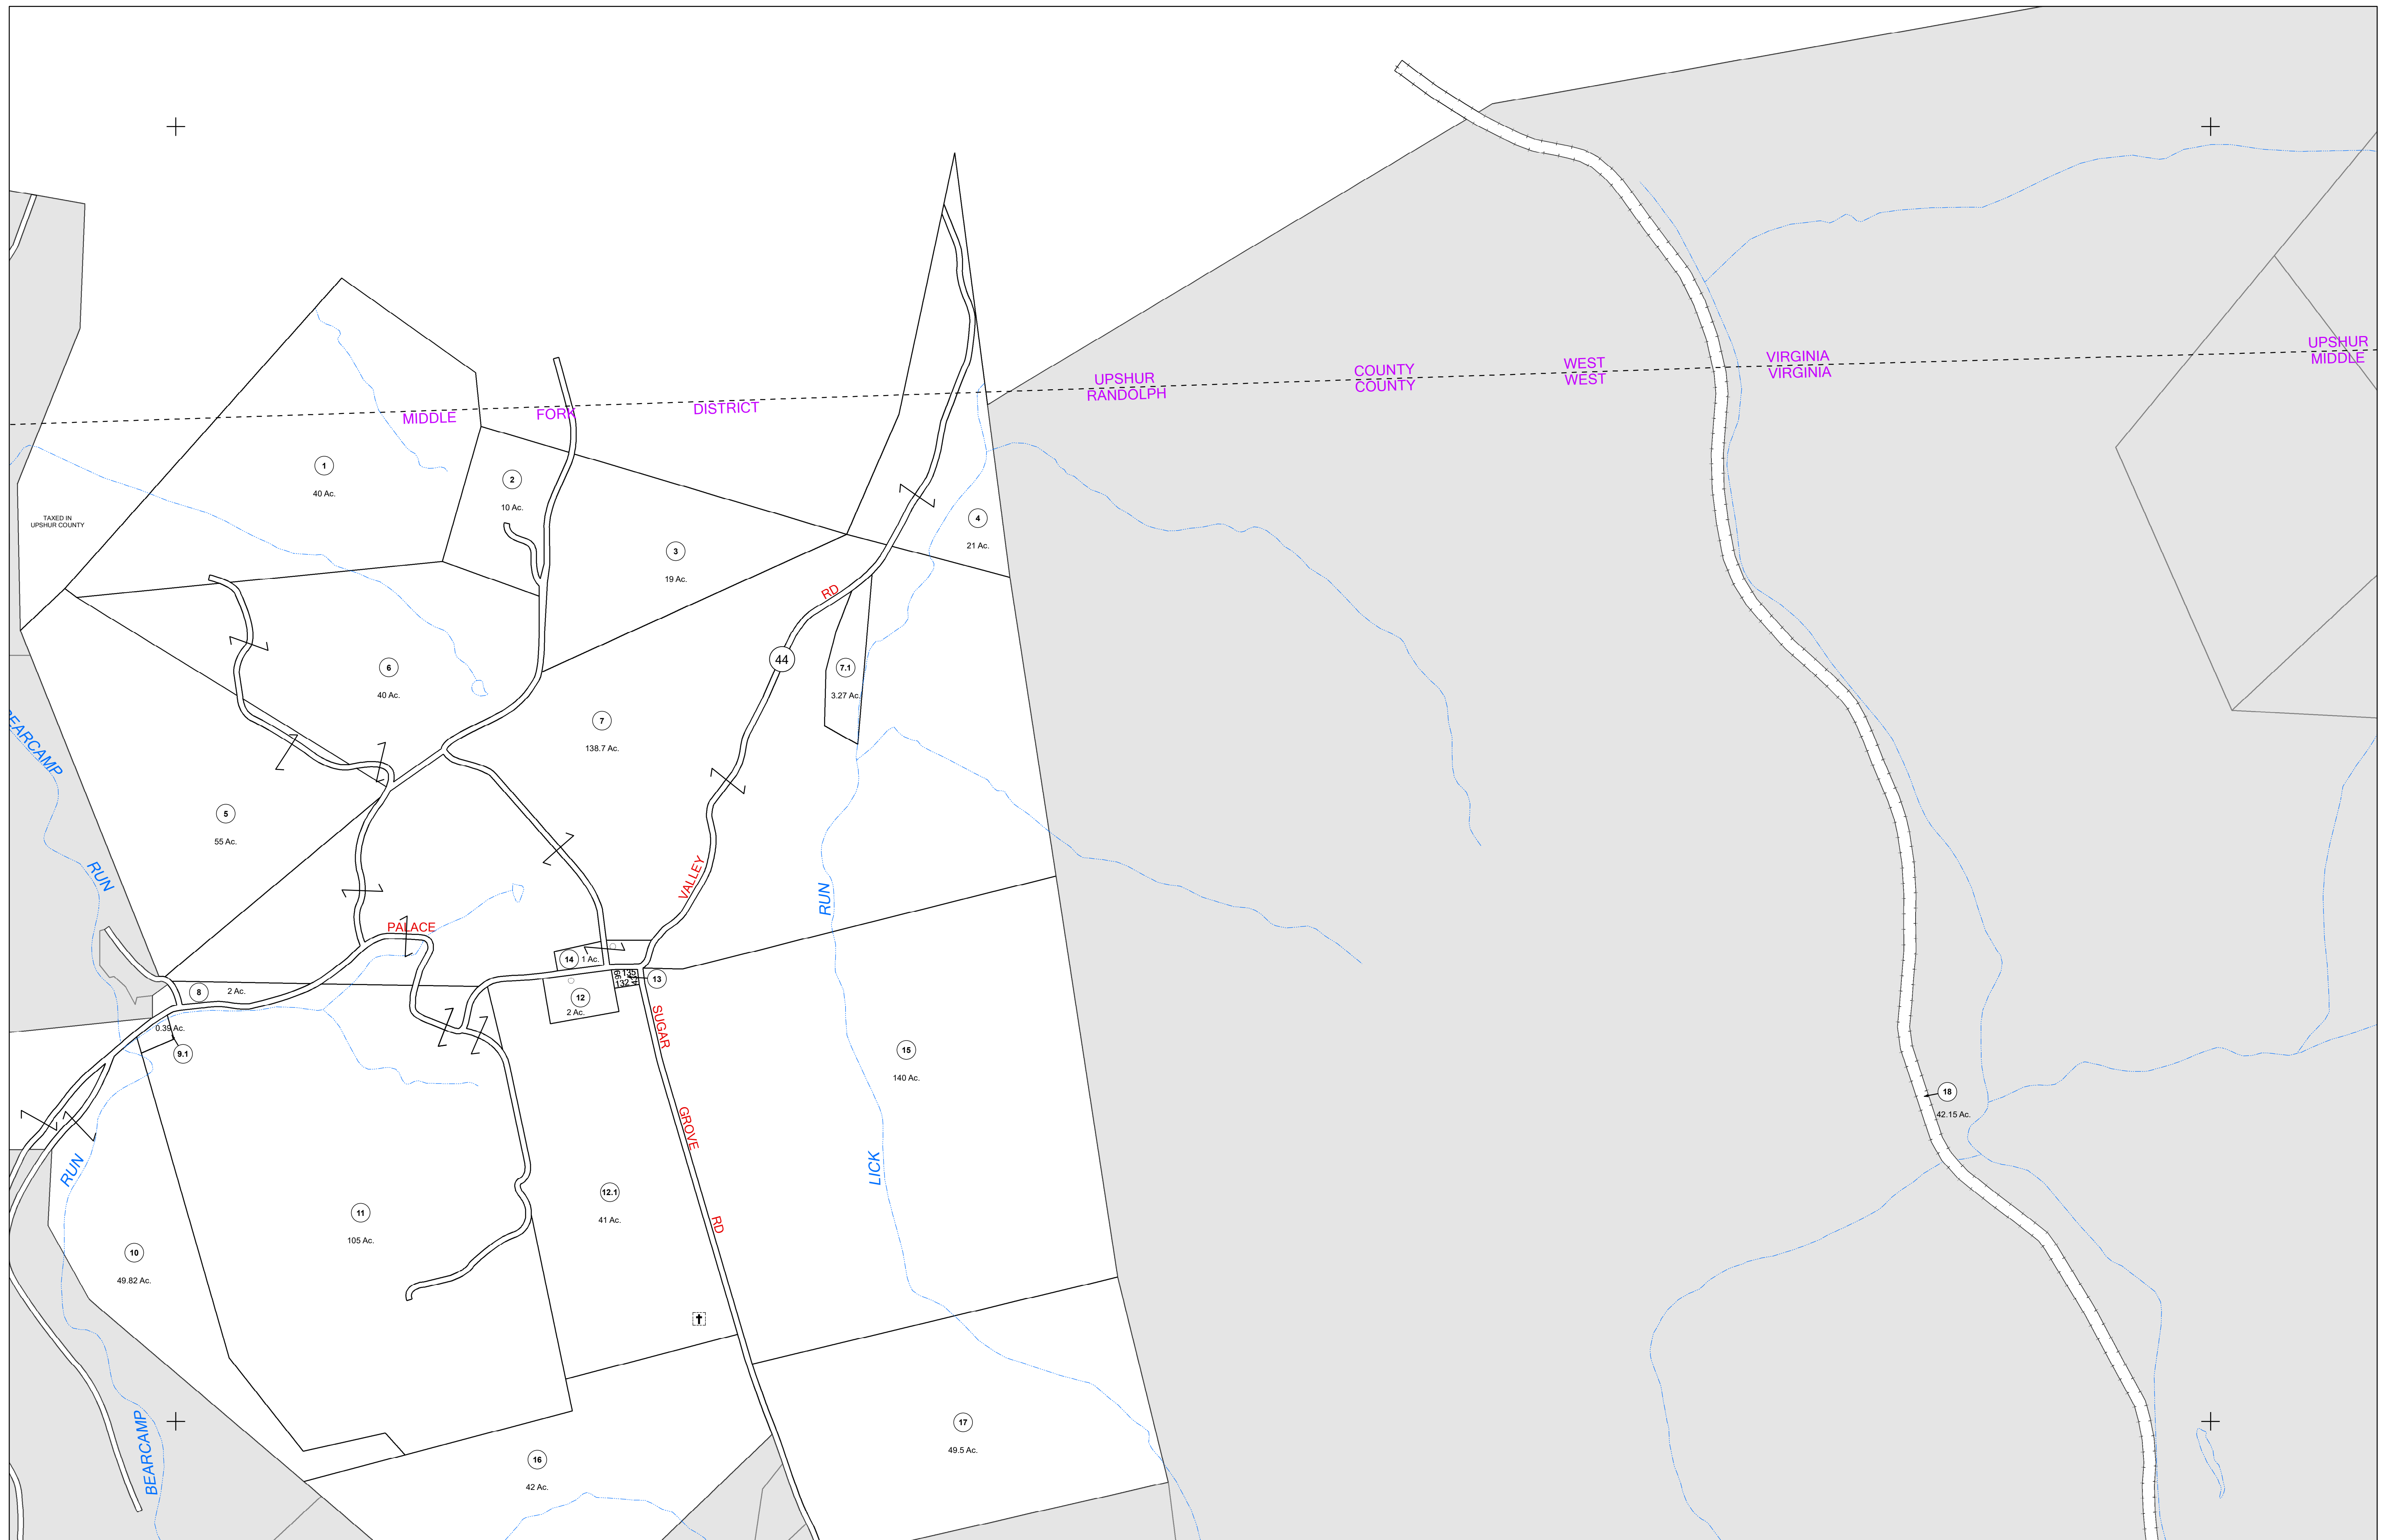 UPSHUR COUNTY WEST VIRGINIA UPSHUR
RANDOLPH COUNTY WEST VIRGINIA MIDDLE
MIDDLE FORK DISTRICT
1
40 Ac.
2
10 Ac.
TAXED IN
UPSHUR COUNTY
4
21 Ac.
3
19 Ac.
RD
44
7.1
3.27 Ac.
6
40 Ac.
7
138.7 Ac.
BEARCAMP
5
55 Ac.
RUN
VALLEY
RUN
PALACE
14
1 Ac.
135
13
132
8
2 Ac.
12
2 Ac.
0.39 Ac.
9.1
SUGAR
15
140 Ac.
18
42.15 Ac.
GROVE
RUN
LICK
12.1
41 Ac.
11
105 Ac.
RD
10
49.82 Ac.
17
49.5 Ac.
BEARCAMP
16
42 Ac.